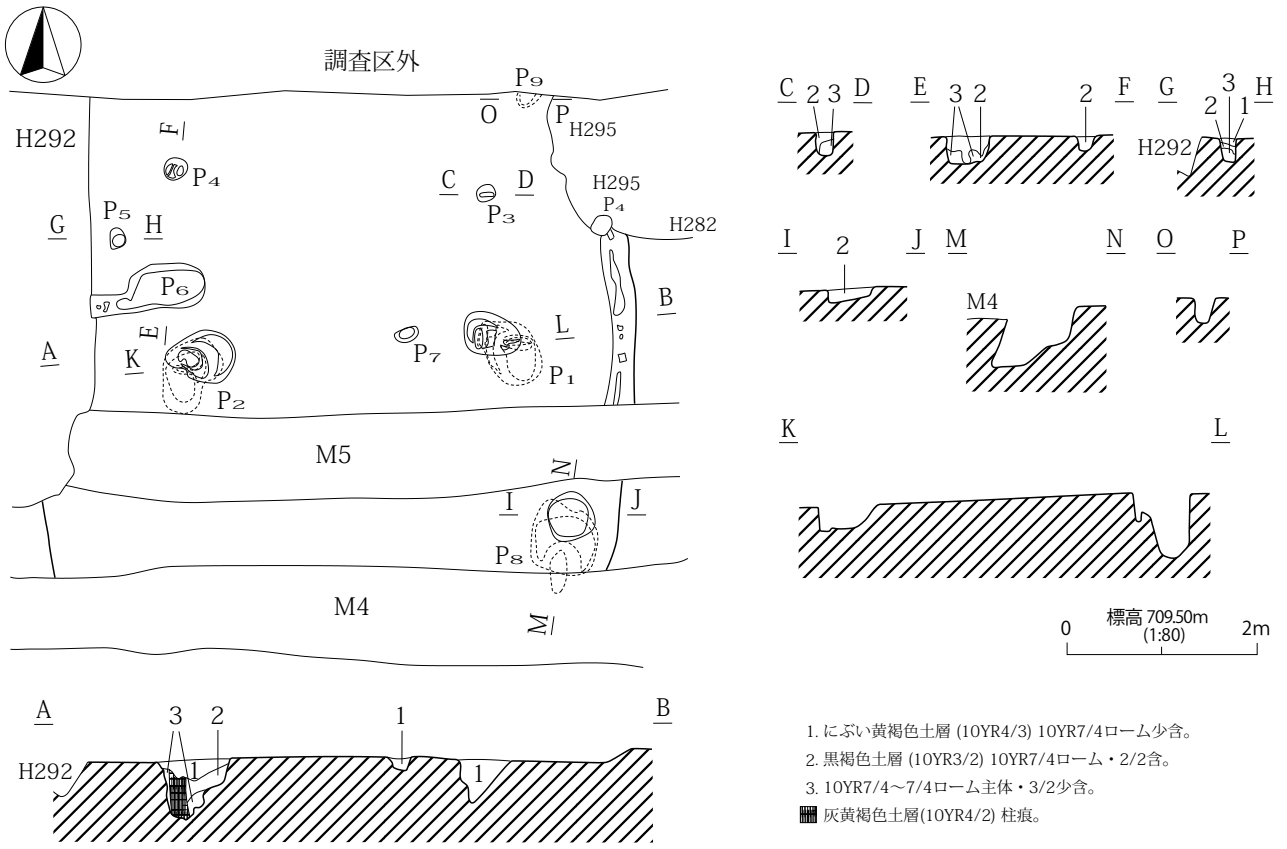 調査区外
P9
O P
H295
H292
F
P4
C D
P3
H295
P4
H282
P5
G H
P6
B
E
A K
P2
P7
L
P1
M5
N
I J
P8
M4
M
A B
3 2 1
1
H292
1
C 2 3 D
E 3 2 2 F
G 2 3 1 H
H292
I 2 J
M N
M4
O P
K L
標高 709.50m
0 (1:80) 2m
1. にぶい黄褐色土層 (10YR4/3) 10YR7/4ローム少含。
2. 黒褐色土層 (10YR3/2) 10YR7/4ローム・2/2含。
3. 10YR7/4～7/4ローム主体・3/2少含。
灰黄褐色土層(10YR4/2) 柱痕。